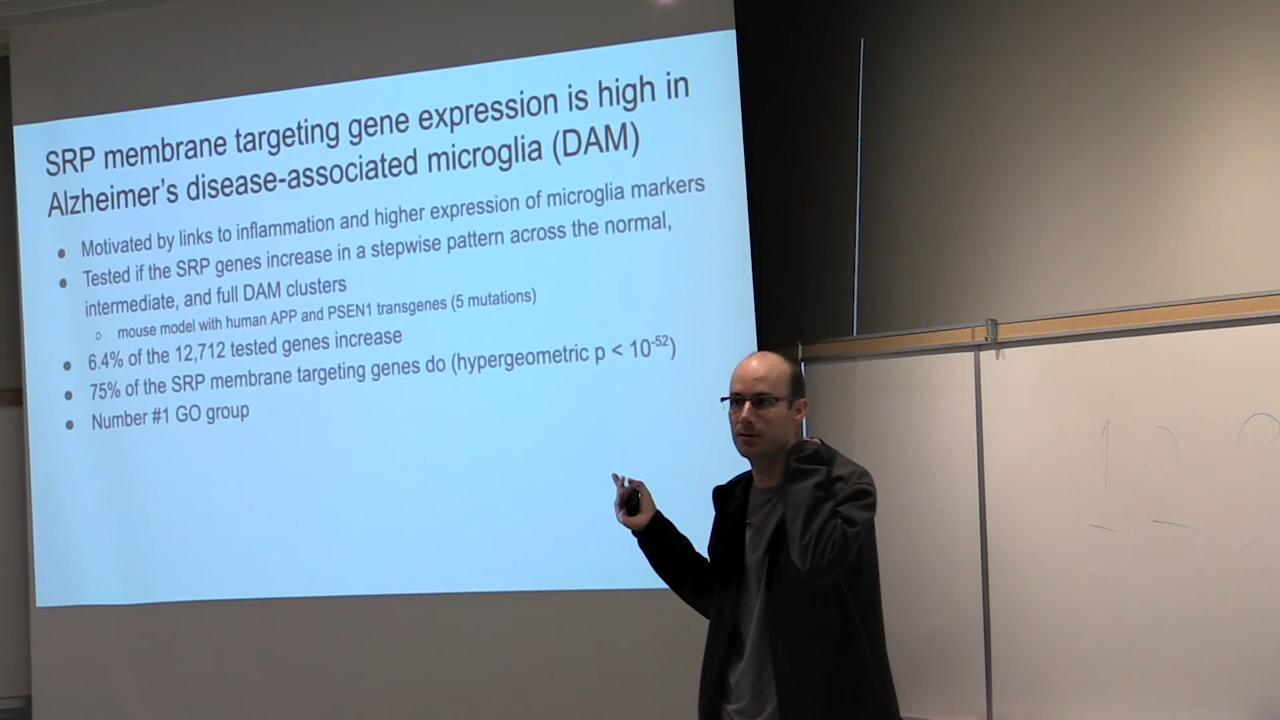 SRP membrane targeting gene expression is high in
Alzheimer's disease-associated microglia (DAM)
● Motivated by links to inflammation and higher expression of microglia markers
● Tested if the SRP genes increase in a stepwise pattern across the normal,
intermediate, and full DAM clusters
○ mouse model with human APP and PSEN1 transgenes (5 mutations)
● 6.4% of the 12,712 tested genes increase
● 75% of the SRP membrane targeting genes do (hypergeometric p < 10⁻⁵²)
● Number #1 GO group